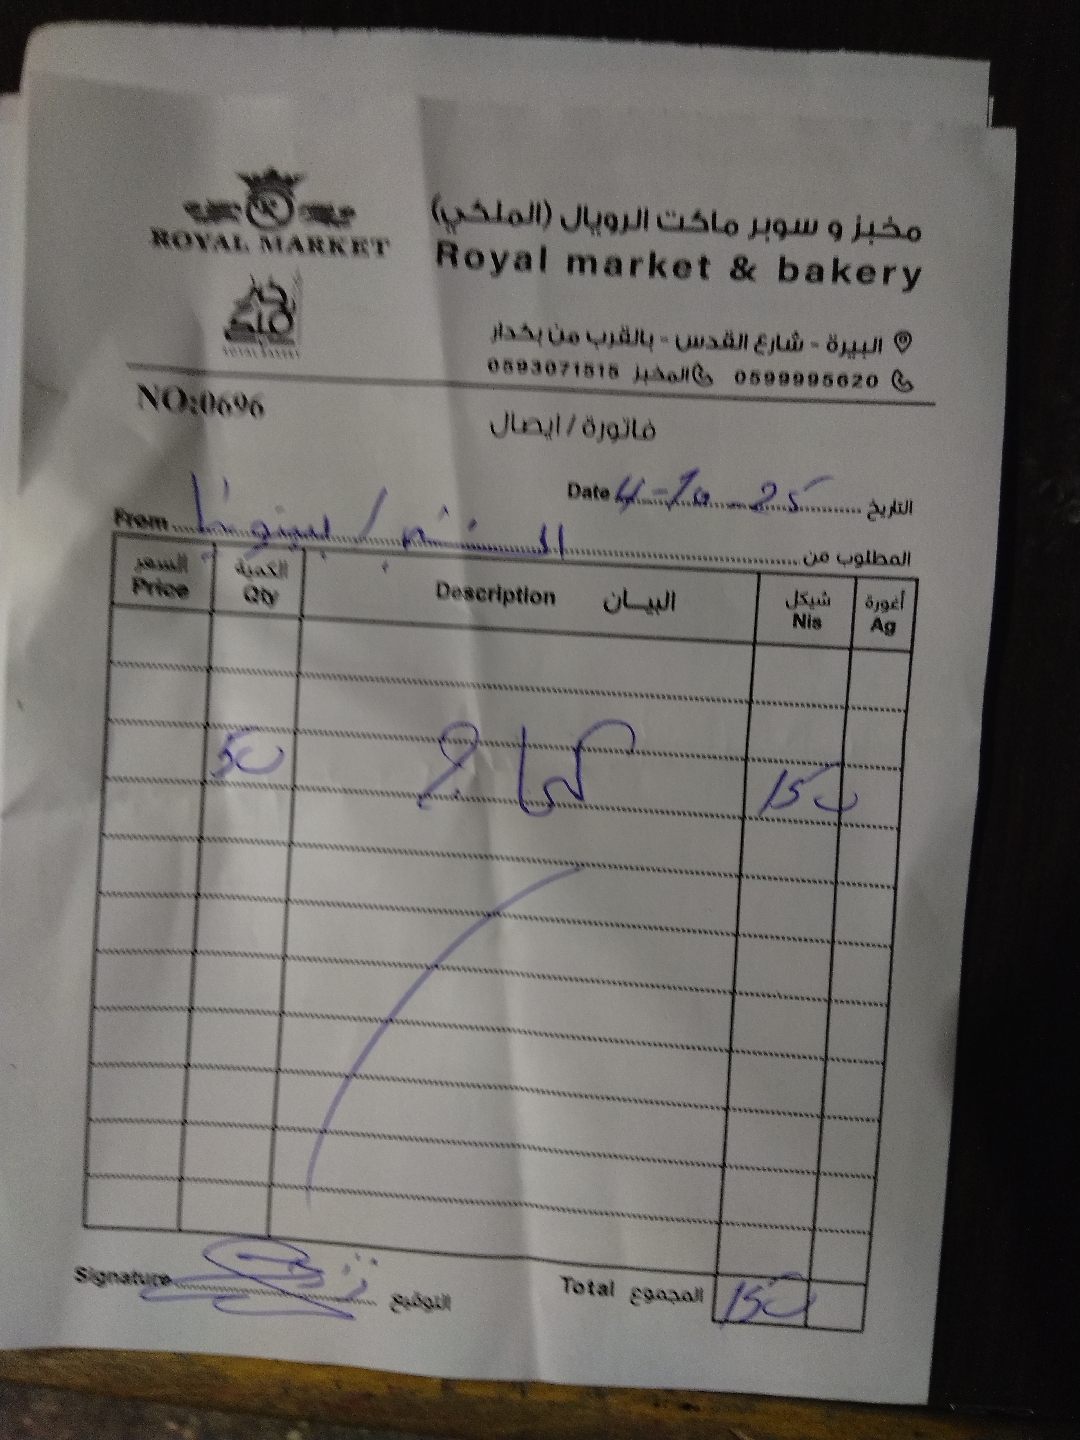 ROYAL MARKET
ROYAL BAKERY
مخبز و سوبر ماكت الرويال (الملكي)
Royal market & bakery
البيرة - شارع القدس - بالقرب من بكدار
0599995620 المخبز 0593071515
NO:0696
فاتورة / ايصال
Date 4-10-25 التاريخ
From المطلوب من
السعر الكمية البيان شيكل أغورة
Price Qty Description Nis Ag
50 150
Signature التوقيع Total المجموع 150